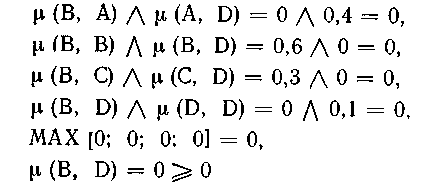 μ (B, A) ⋀ μ (A, D) = 0 ⋀ 0,4 = 0,
μ (B, B) ⋀ μ (B, D) = 0,6 ⋀ 0 = 0,
μ (B, C) ⋀ μ (C, D) = 0,3 ⋀ 0 = 0,
μ (B, D) ⋀ μ (D, D) = 0 ⋀ 0,1 = 0,
MAX [0; 0; 0; 0] = 0,
μ (B, D) = 0 ⩾ 0